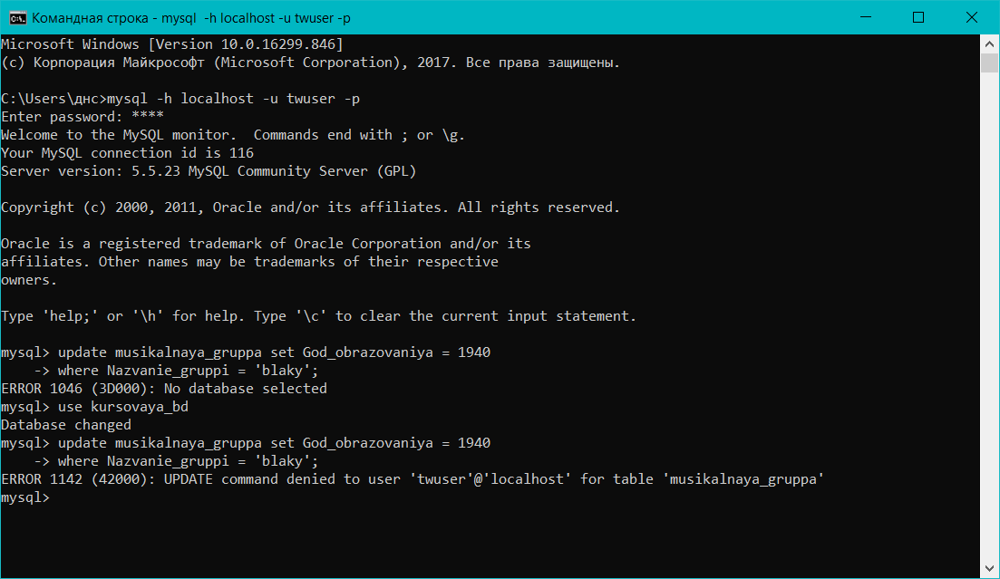 Командная строка - mysql  -h localhost -u twuser -p
Microsoft Windows [Version 10.0.16299.846]
(c) Корпорация Майкрософт (Microsoft Corporation), 2017. Все права защищены.
C:\Users\днс>mysql -h localhost -u twuser -p
Enter password: ****
Welcome to the MySQL monitor.  Commands end with ; or \g.
Your MySQL connection id is 116
Server version: 5.5.23 MySQL Community Server (GPL)
Copyright (c) 2000, 2011, Oracle and/or its affiliates. All rights reserved.
Oracle is a registered trademark of Oracle Corporation and/or its
affiliates. Other names may be trademarks of their respective
owners.
Type 'help;' or '\h' for help. Type '\c' to clear the current input statement.
mysql> update musikalnaya_gruppa set God_obrazovaniya = 1940
    -> where Nazvanie_gruppi = 'blaky';
ERROR 1046 (3D000): No database selected
mysql> use kursovaya_bd
Database changed
mysql> update musikalnaya_gruppa set God_obrazovaniya = 1940
    -> where Nazvanie_gruppi = 'blaky';
ERROR 1142 (42000): UPDATE command denied to user 'twuser'@'localhost' for table 'musikalnaya_gruppa'
mysql>